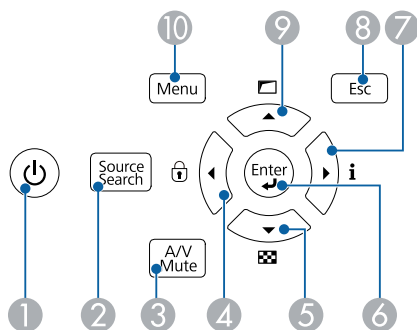 10 9 8 7
Menu
Esc
Source
Search
Enter
i
A/V
Mute
1 2 3 4 5 6